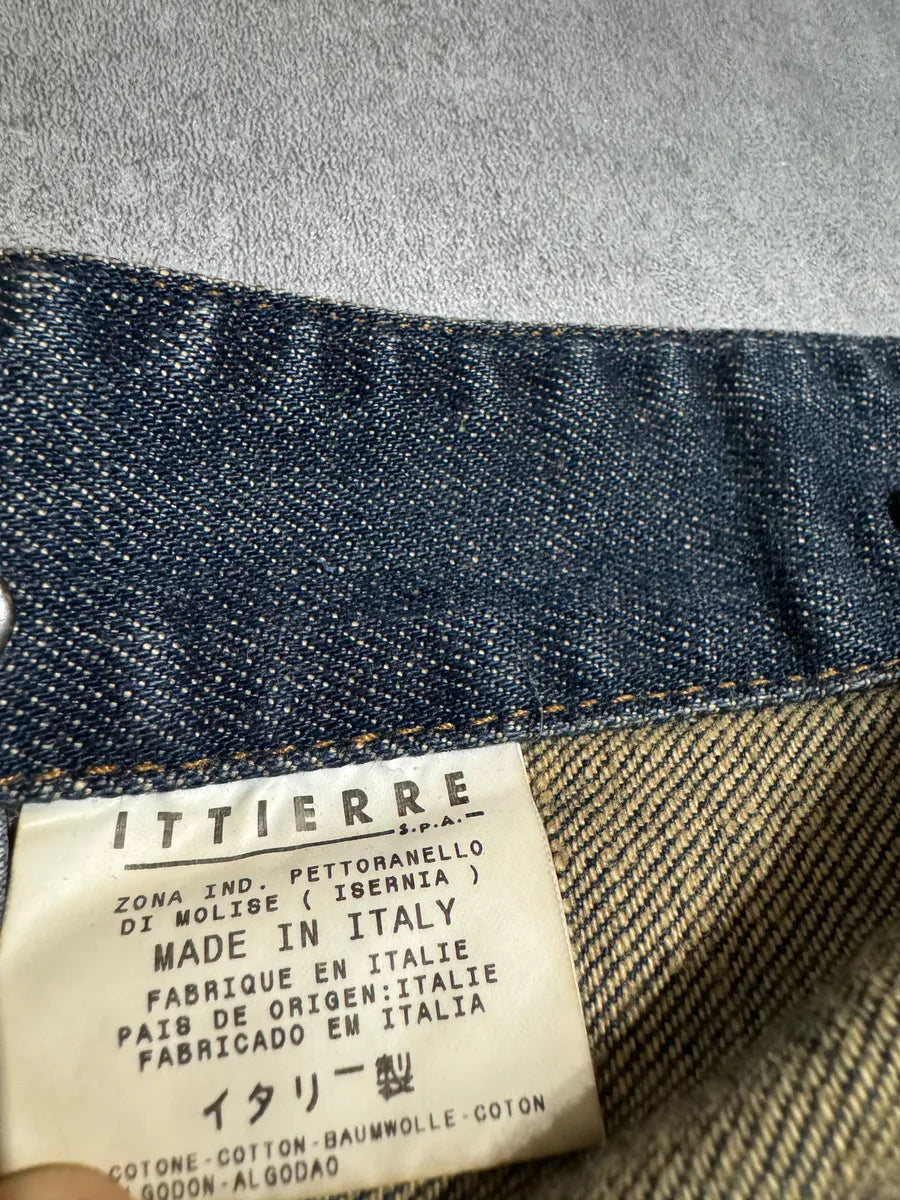 ITTIERRE
S.p.A.
ZONA IND. PETTORANELLO
DI MOLISE ( ISERNIA )
MADE IN ITALY
FABRIQUE EN ITALIE
PAIS DE ORIGEN:ITALIE
FABRICADO EM ITALIA
イタリー製
COTONE-COTTON-BAUMWOLLE-COTON
GODON-ALGODAO